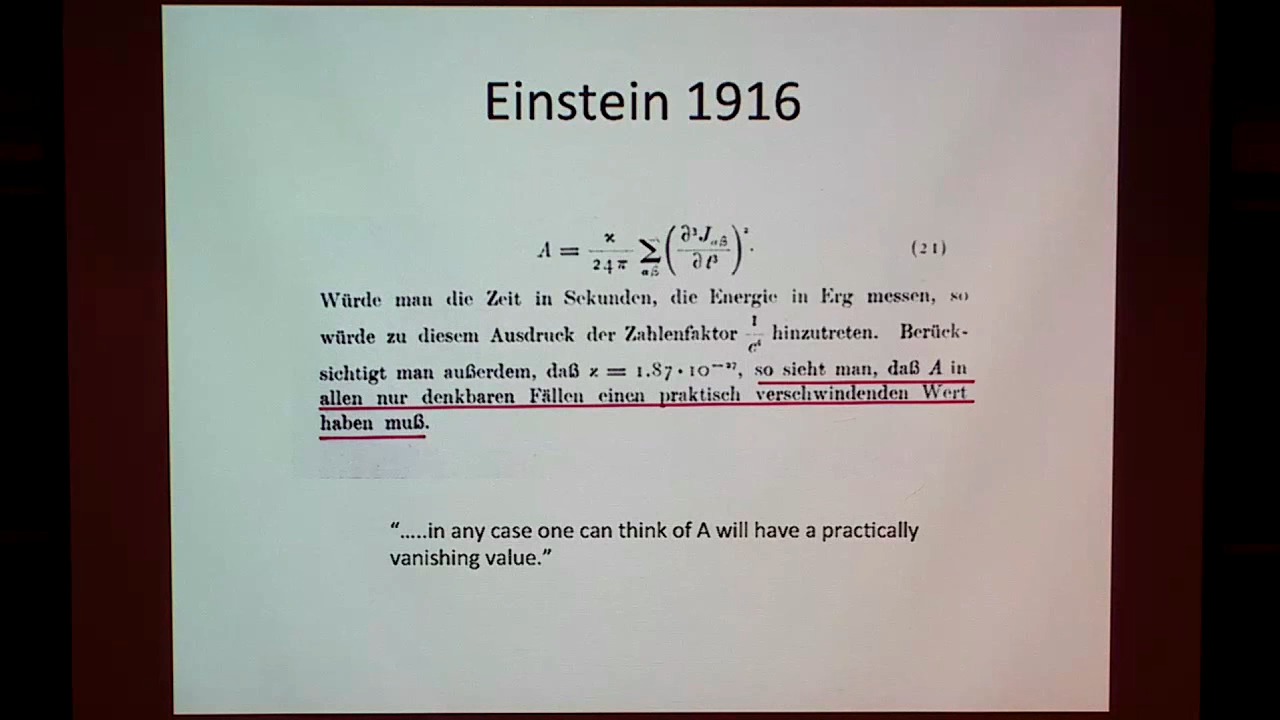 Einstein 1916
A = ϰ/24π ∑αβ (∂³Jαβ/∂t³)². (21)
Würde man die Zeit in Sekunden, die Energie in Erg messen, so
würde zu diesem Ausdruck der Zahlenfaktor 1/c⁴ hinzutreten. Berück-
sichtigt man außerdem, daß ϰ = 1.87·10⁻²⁷, so sieht man, daß A in
allen nur denkbaren Fällen einen praktisch verschwindenden Wert
haben muß.
“.....in any case one can think of A will have a practically
vanishing value.”